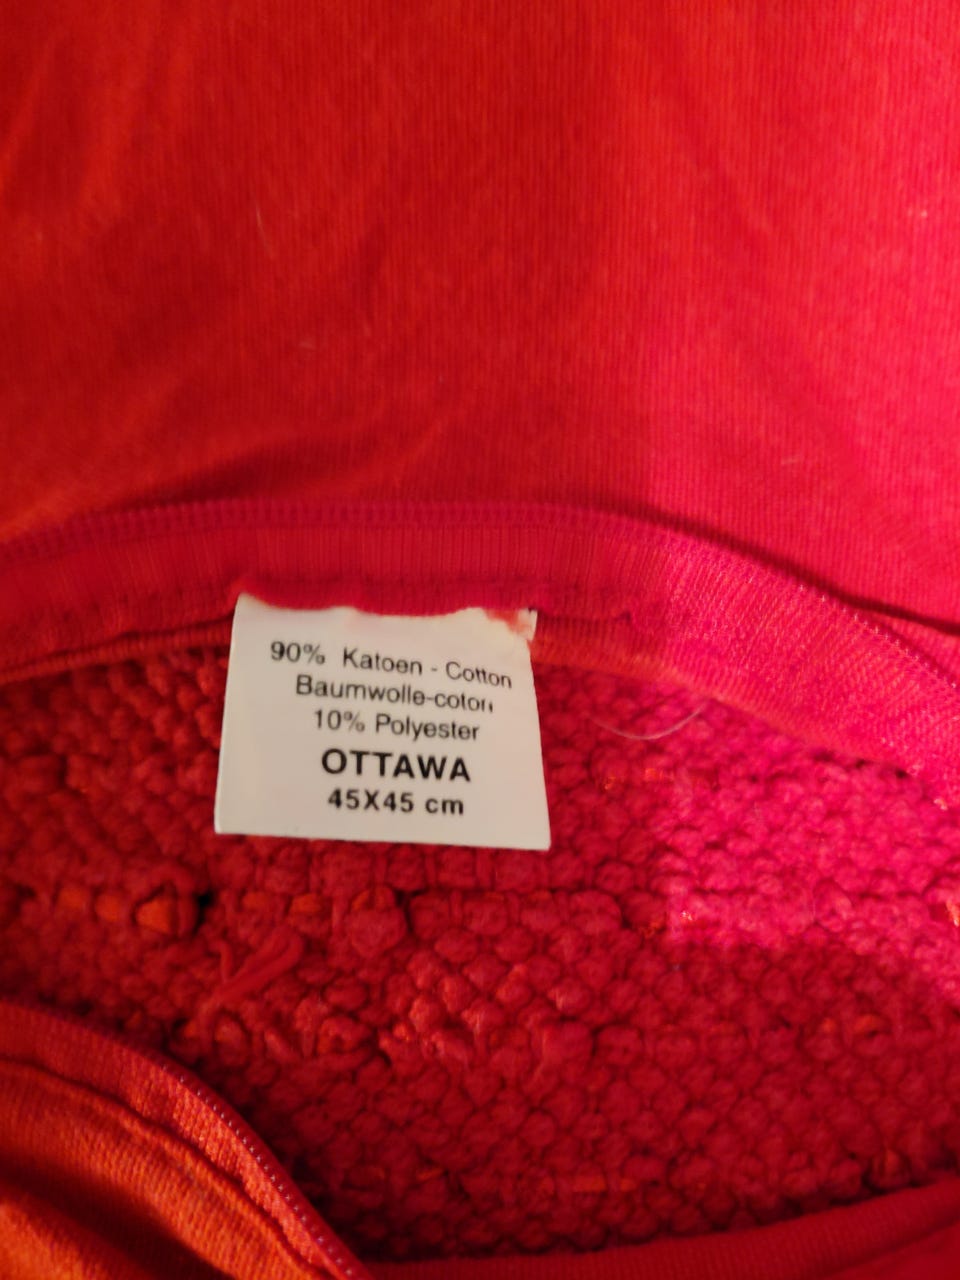 90% Katoen - Cotton
Baumwolle-coton
10% Polyester
OTTAWA
45X45 cm